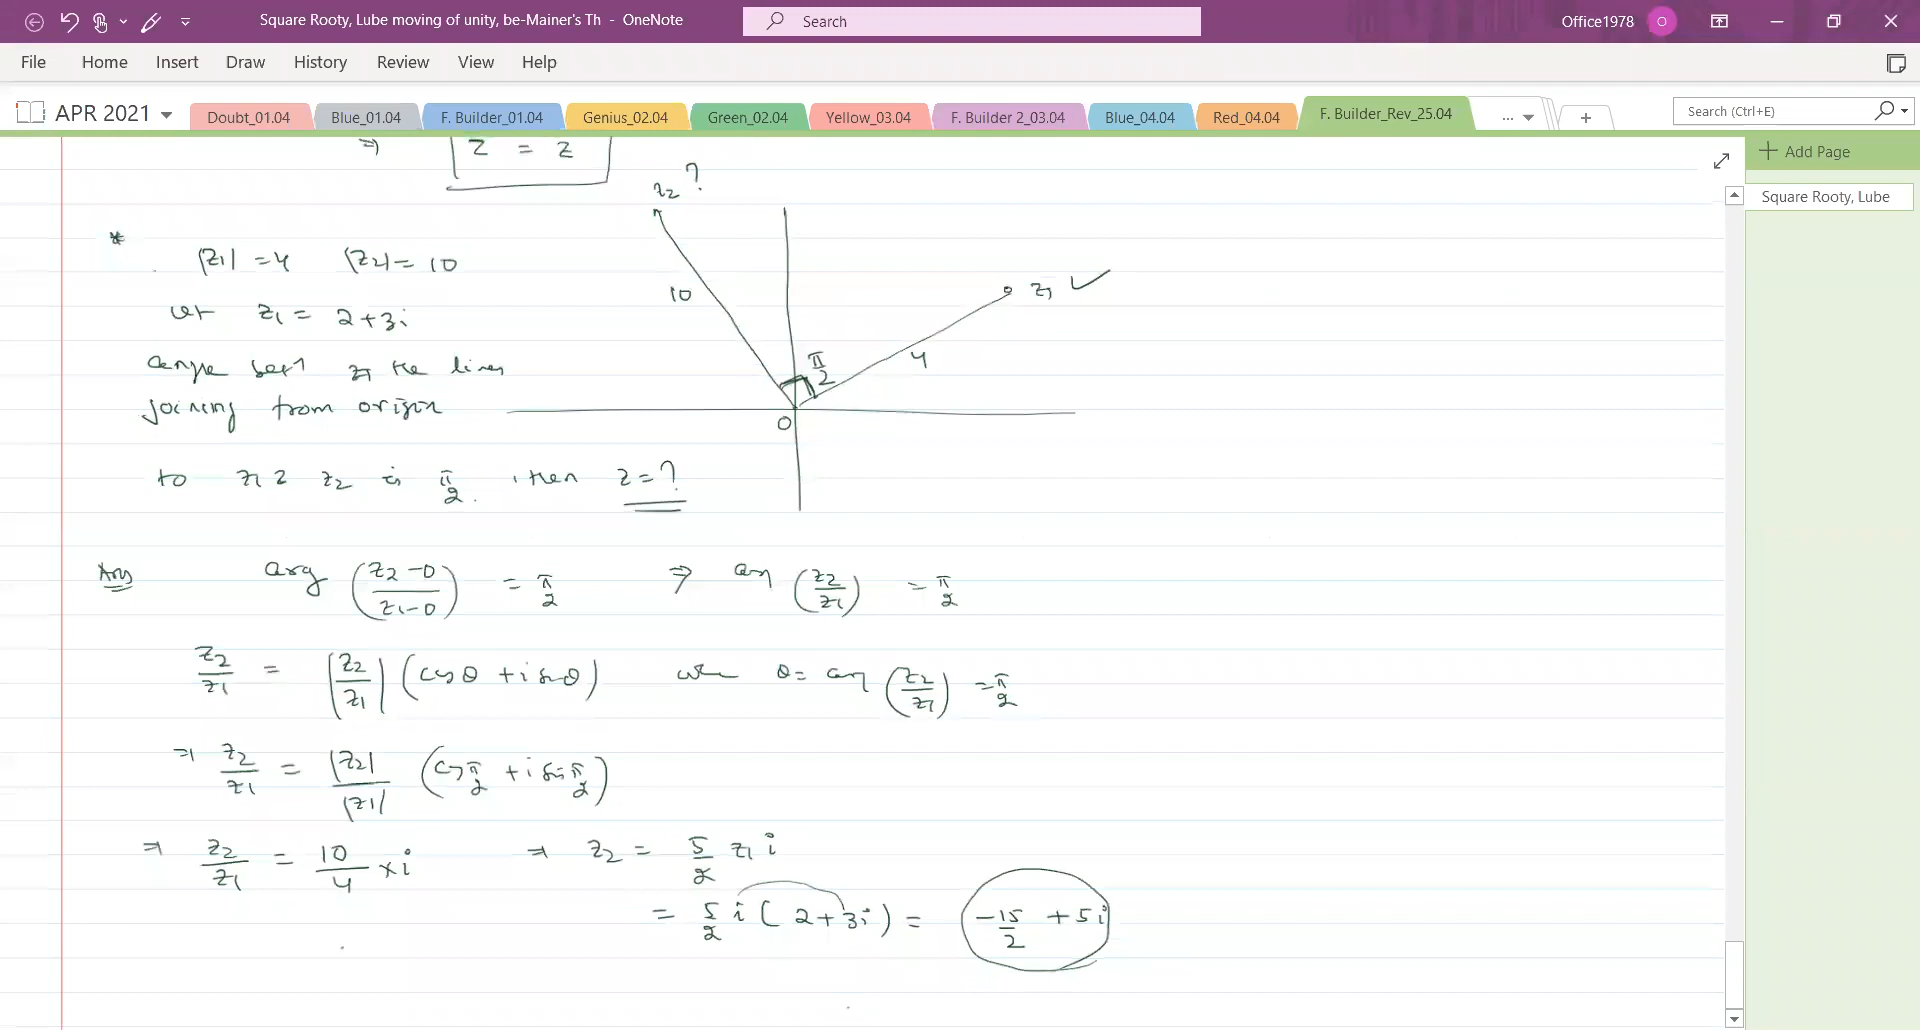 Square Rooty, Lube moving of unity, be-Mainer's Th - OneNote
Search
Office1978
O
File Home Insert Draw History Review View Help
APR 2021
Doubt_01.04 Blue_01.04 F. Builder_01.04 Genius_02.04 Green_02.04 Yellow_03.04 F. Builder 2_03.04 Blue_04.04 Red_04.04 F. Builder_Rev_25.04 ... +
Search (Ctrl+E)
+ Add Page
Square Rooty, Lube
⇒ z = z
z2 ?
* |z1| = 4 |z2| = 10
10
z1 ✓
let z1 = 2+3i
π/2
4
the lines
joining from origin
O
to z1 & z2 is π/2. then z=?
Ans arg ((z2-0)/(z1-0)) = π/2 ⇒ arg (z2/z1) = π/2
z2/z1 = |z2/z1| (cosθ + i sinθ) where θ = arg (z2/z1) = π/2
⇒ z2/z1 = |z2|/|z1| (cos π/2 + i sin π/2)
⇒ z2/z1 = 10/4 × i ⇒ z2 = 5/2 z1 i
= 5/2 i (2+3i) = -15/2 + 5i